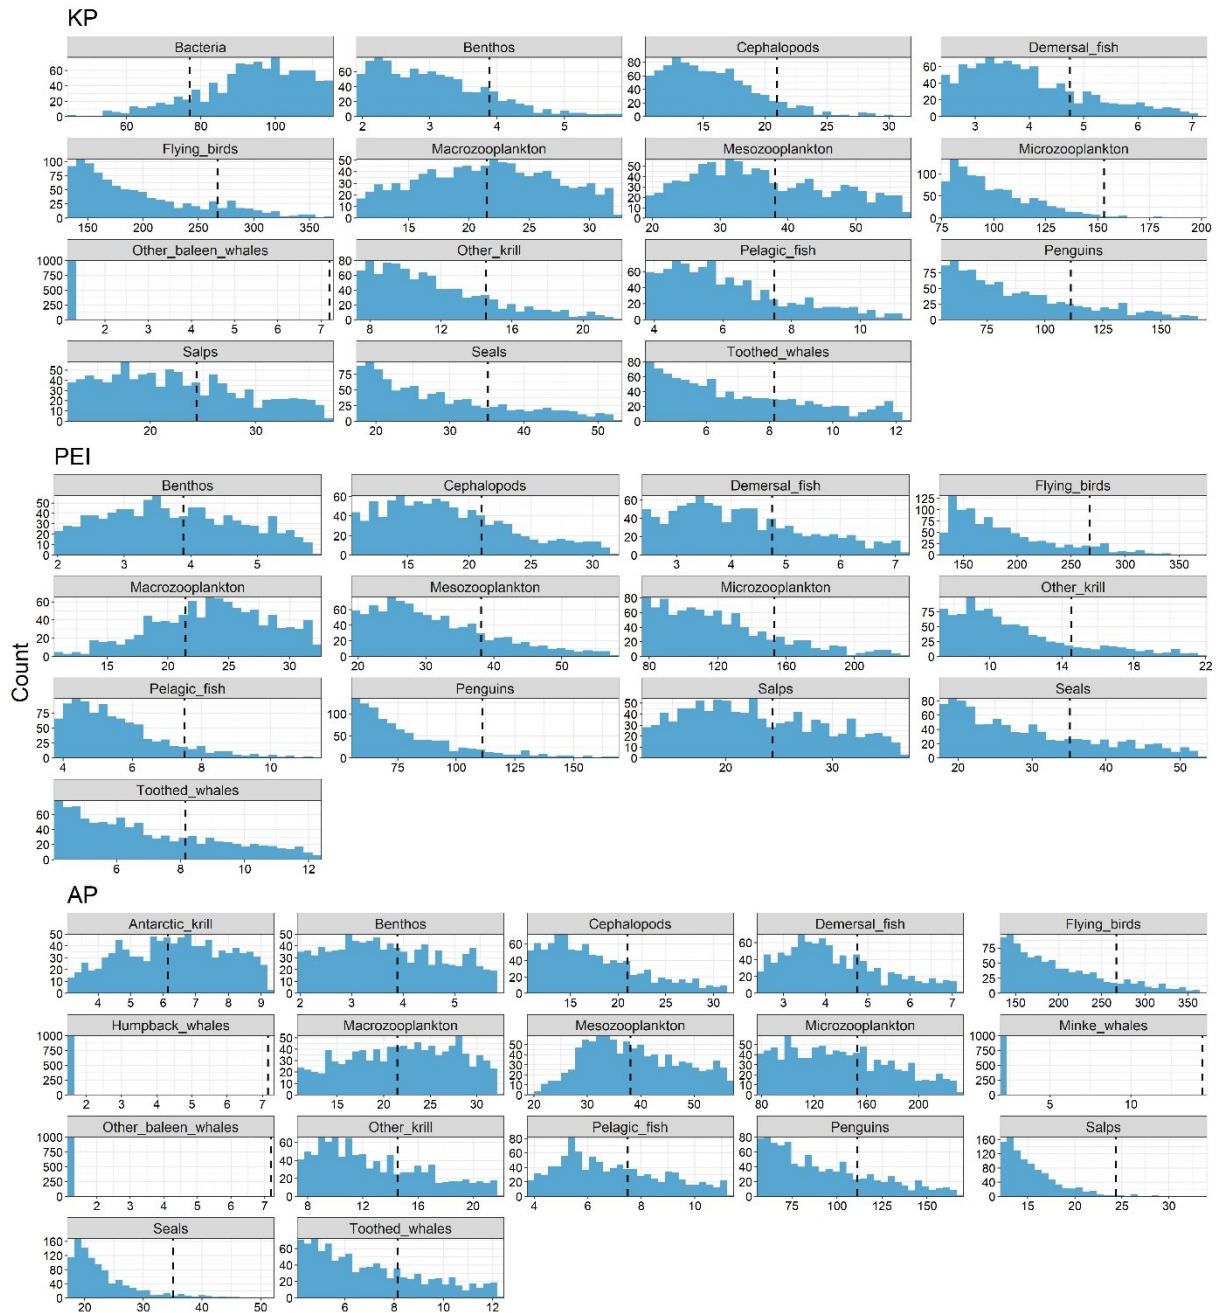 KP
Bacteria Benthos Cephalopods Demersal_fish
60 40 20 0 60 80 100
80 60 40 20 0 2 3 4 5
80 60 40 20 0 15 20 25 30
60 40 20 0 3 4 5 6 7
Flying_birds Macrozooplankton Mesozooplankton Microzooplankton
100 75 50 25 0 150 200 250 300 350
50 40 30 20 10 0 15 20 25 30
50 40 30 20 10 0 20 30 40 50
100 50 0 75 100 125 150 175 200
Other_baleen_whales Other_krill Pelagic_fish Penguins
1000 750 500 250 0 2 3 4 5 6 7
80 60 40 20 0 8 12 16 20
60 40 20 0 4 6 8 10
75 50 25 0 75 100 125 150
Salps Seals Toothed_whales
50 40 30 20 10 0 20 30
75 50 25 0 20 30 40 50
80 60 40 20 0 6 8 10 12
PEI
Benthos Cephalopods Demersal_fish Flying_birds
50 40 30 20 10 0 2 3 4 5
60 40 20 0 15 20 25 30
60 40 20 0 3 4 5 6 7
125 100 75 50 25 0 150 200 250 300 350
Macrozooplankton Mesozooplankton Microzooplankton Other_krill
60 40 20 0 15 20 25 30
60 40 20 0 20 30 40 50
80 60 40 20 0 80 120 160 200
75 50 25 0 10 14 18 22
Count
Pelagic_fish Penguins Salps Seals
75 50 25 0 4 6 8 10
100 50 0 75 100 125 150
50 40 30 20 10 0 20 30
80 60 40 20 0 20 30 40 50
Toothed_whales
60 40 20 0 6 8 10 12
AP
Antarctic_krill Benthos Cephalopods Demersal_fish Flying_birds
50 40 30 20 10 0 4 5 6 7 8 9
50 40 30 20 10 0 2 3 4 5
60 40 20 0 15 20 25 30
60 40 20 0 3 4 5 6 7
75 50 25 0 150 200 250 300 350
Humpback_whales Macrozooplankton Mesozooplankton Microzooplankton Minke_whales
1000 750 500 250 0 2 3 4 5 6 7
50 40 30 20 10 0 15 20 25 30
50 40 30 20 10 0 20 30 40 50
50 40 30 20 10 0 80 120 160 200
1000 750 500 250 0 5 10
Other_baleen_whales Other_krill Pelagic_fish Penguins Salps
1000 750 500 250 0 2 3 4 5 6 7
60 40 20 0 8 12 16 20
80 60 40 20 0 4 6 8 10
80 60 40 20 0 75 100 125 150
160 120 80 40 0 15 20 25 30
Seals Toothed_whales
160 120 80 40 0 20 30 40 50
60 40 20 0 6 8 10 12